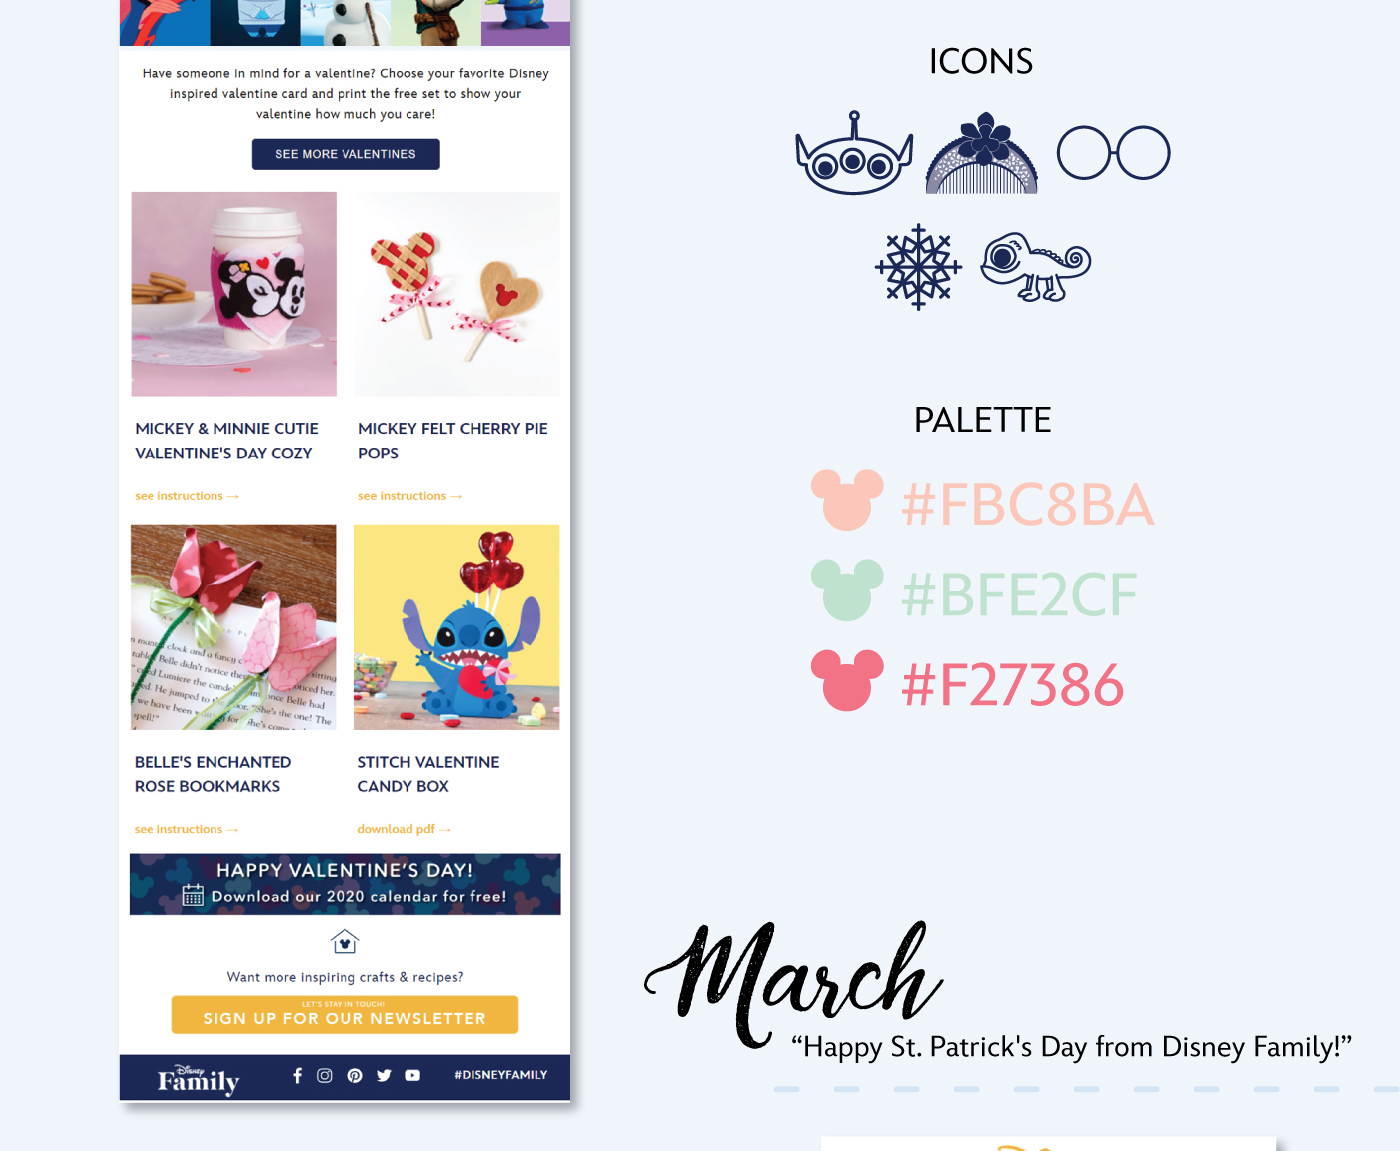 Have someone in mind for a valentine? Choose your favorite Disney
inspired valentine card and print the free set to show your
valentine how much you care!
SEE MORE VALENTINES
MICKEY & MINNIE CUTIE
VALENTINE'S DAY COZY
see instructions →
MICKEY FELT CHERRY PIE
POPS
see instructions →
BELLE'S ENCHANTED
ROSE BOOKMARKS
see instructions →
STITCH VALENTINE
CANDY BOX
download pdf →
HAPPY VALENTINE'S DAY!
Download our 2020 calendar for free!
Want more inspiring crafts & recipes?
LET'S STAY IN TOUCH!
SIGN UP FOR OUR NEWSLETTER
Disney
Family
#DISNEYFAMILY
ICONS
PALETTE
#FBC8BA
#BFE2CF
#F27386
March
“Happy St. Patrick's Day from Disney Family!”